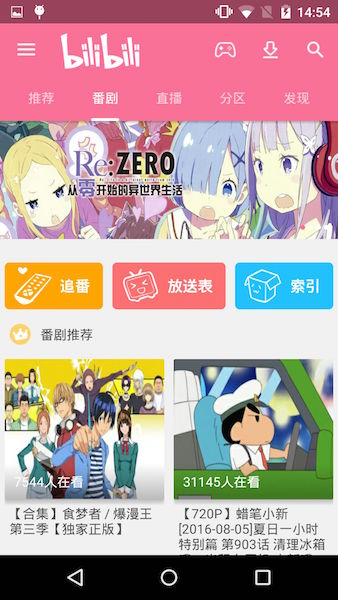 14:54
bilibili
推荐
番剧
直播
分区
发现
Re:ZERO
从零开始的异世界生活
追番
放送表
索引
番剧推荐
7544人在看
31145人在看
【合集】食梦者 / 爆漫王
第三季【独家正版】
【720P】蜡笔小新
[2016-08-05]夏日一小时
特别篇 第903话 清理冰箱